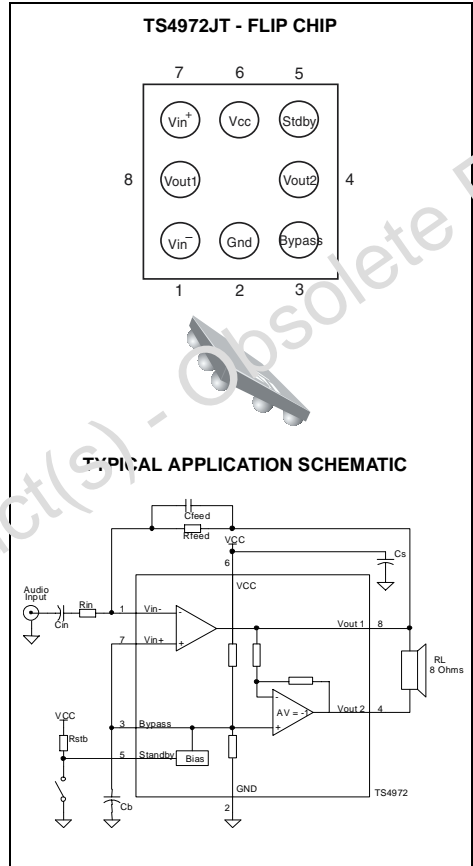 TS4972JT - FLIP CHIP
7 6 5
Vin+ Vcc Stdby
8 Vout1 Vout2 4
Vin− Gnd Bypass
1 2 3
TYPICAL APPLICATION SCHEMATIC
Cfeed
Rfeed
VCC
6
Cs
VCC
Audio
Input
Cin
Rin
1 Vin-
-
7 Vin+
+
Vout 1 8
RL
8 Ohms
-
AV = -1
+
Vout 2 4
VCC
Rstb
3 Bypass
5 Standby
Bias
Cb
GND
2
TS4972
ct(s) - Obsolete